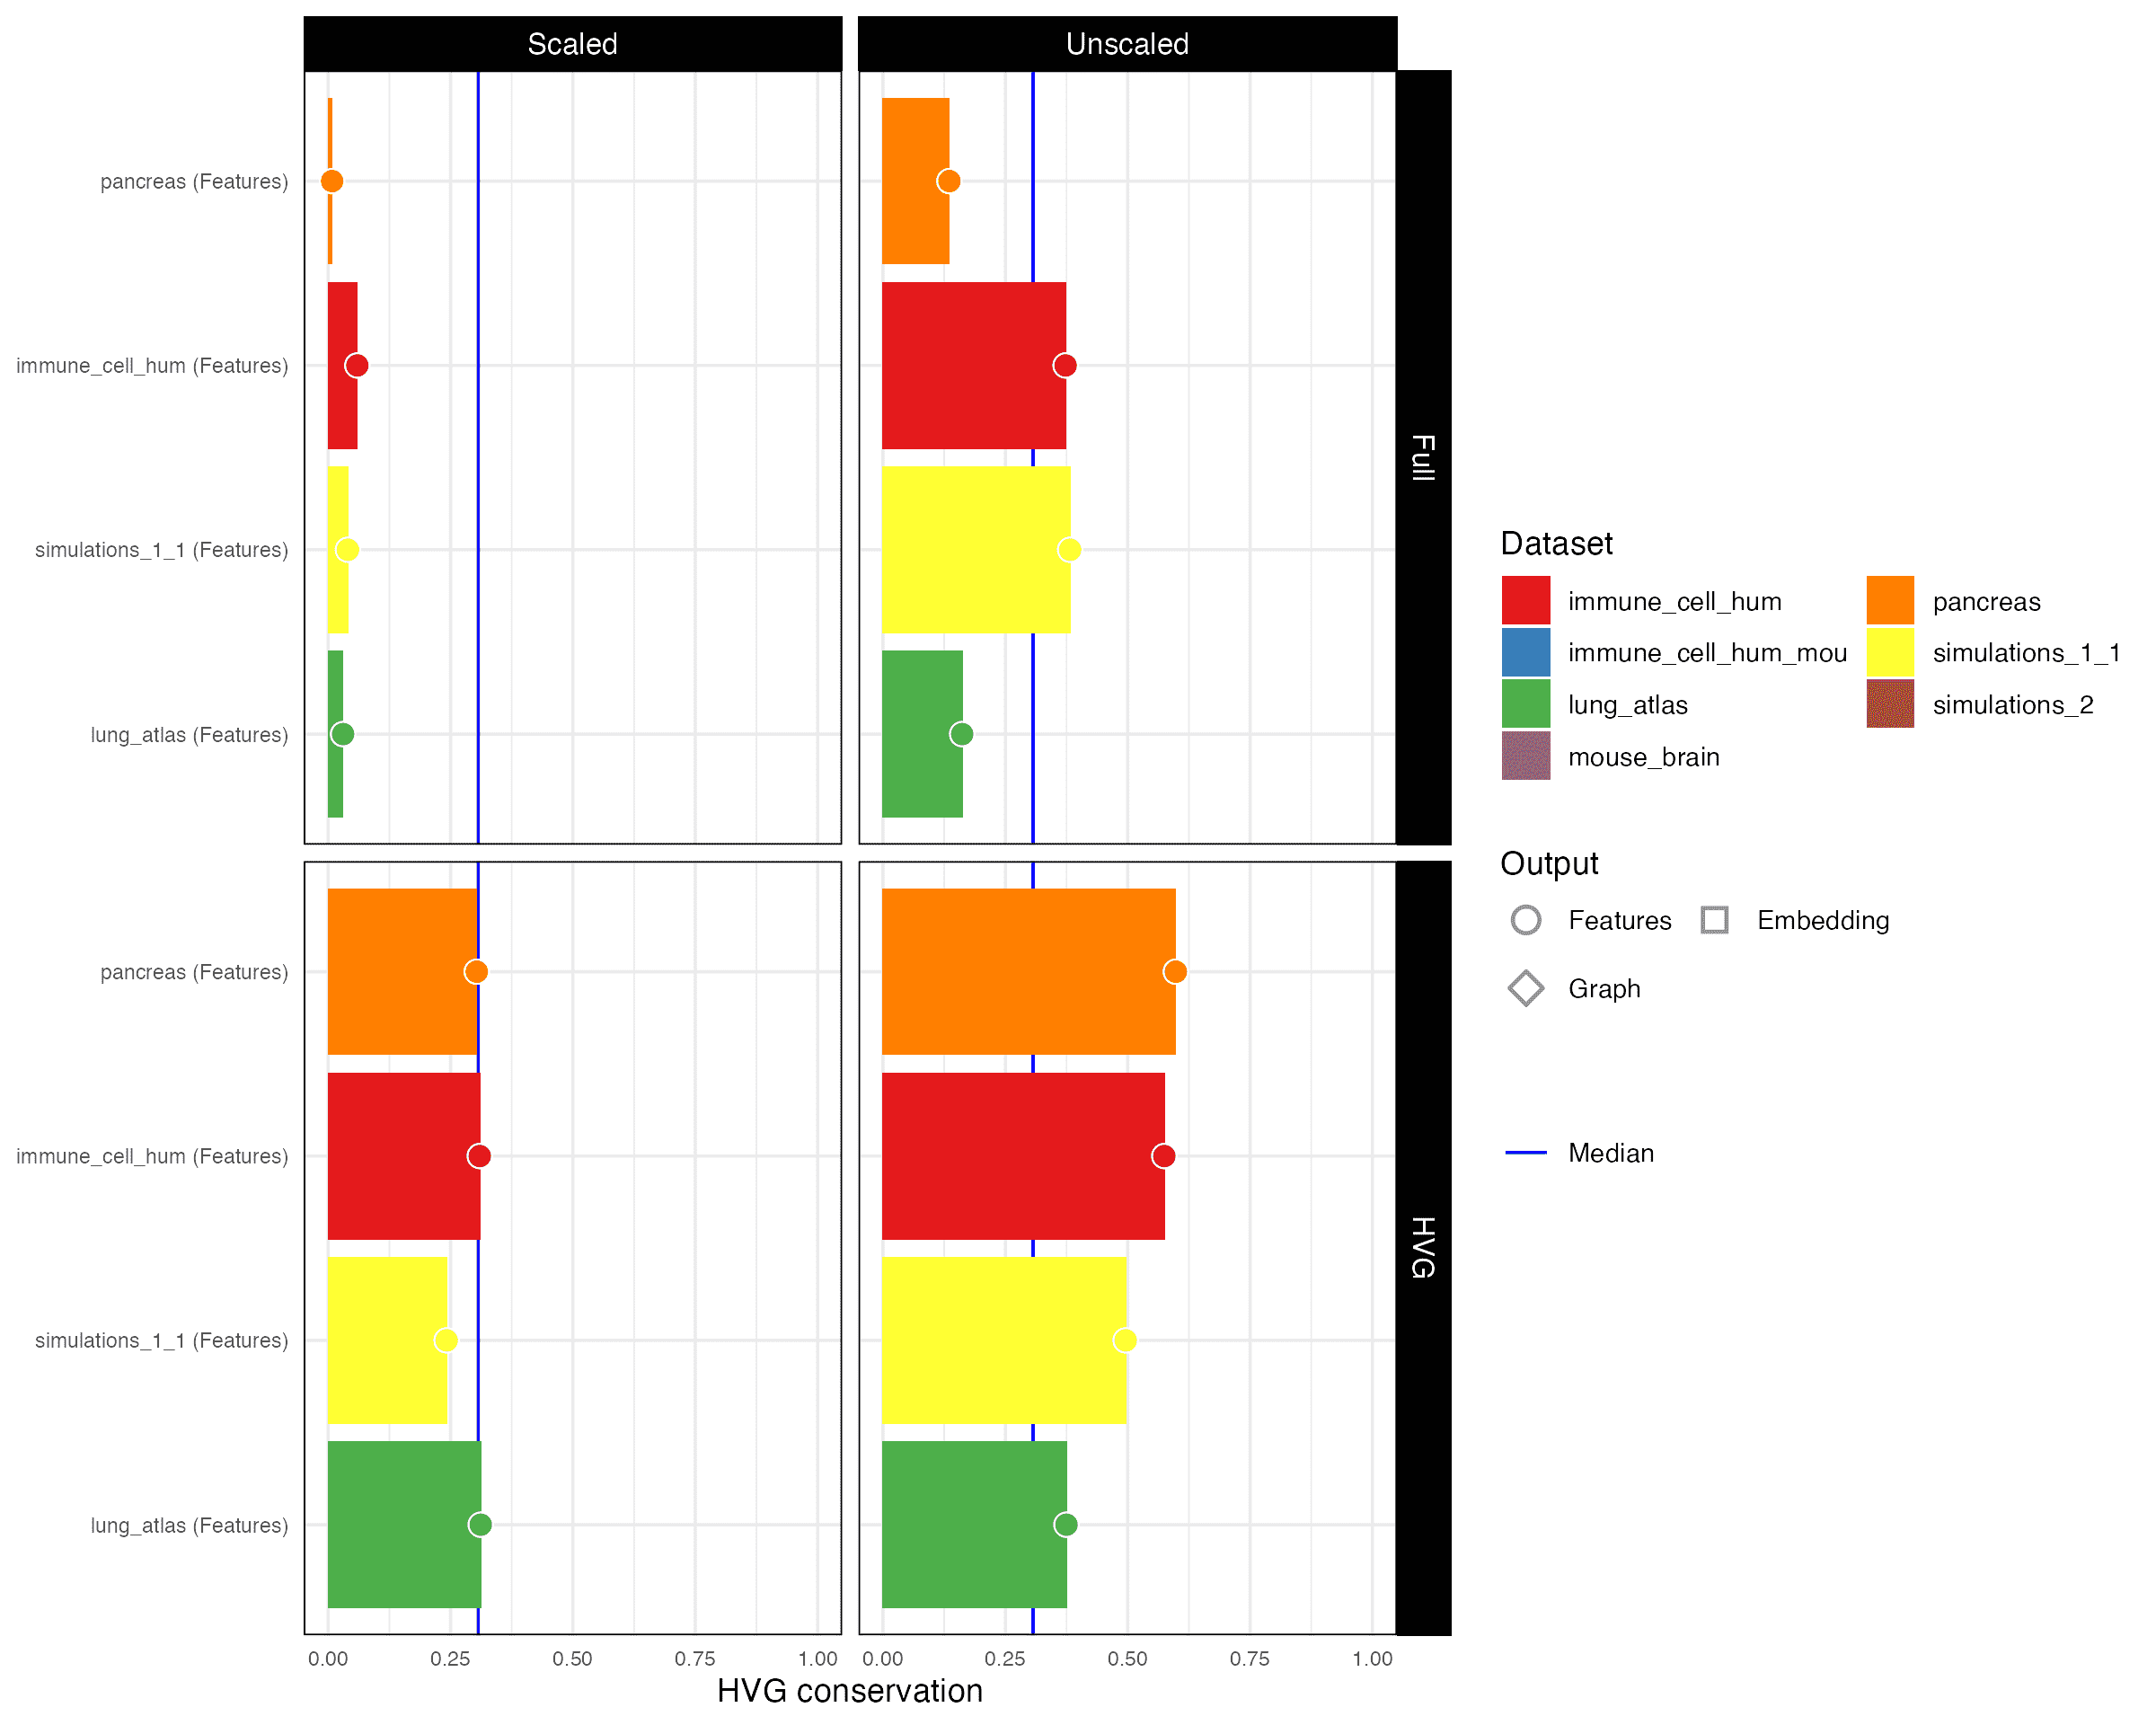 Scaled
Unscaled
pancreas (Features)
immune_cell_hum (Features)
simulations_1_1 (Features)
lung_atlas (Features)
Full
pancreas (Features)
immune_cell_hum (Features)
simulations_1_1 (Features)
lung_atlas (Features)
HVG
0.00 0.25 0.50 0.75 1.00
0.00 0.25 0.50 0.75 1.00
HVG conservation
Dataset
immune_cell_hum
immune_cell_hum_mou
lung_atlas
mouse_brain
pancreas
simulations_1_1
simulations_2
Output
Features
Embedding
Graph
Median